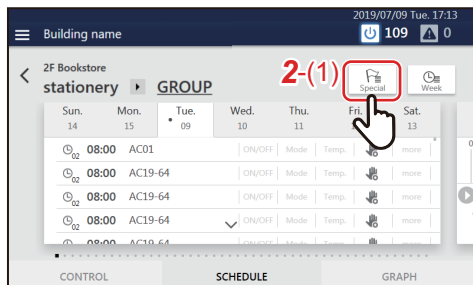 2019/07/09 Tue. 17:13
Building name 109 0
2F Bookstore
stationery GROUP
2-(1)
Special Week
Sun. Mon. Tue. Wed. Thu. Fri. Sat.
14 15 09 10 11 13
02 08:00 AC01 ON/OFF Mode Temp. more
02 08:00 AC19-64 ON/OFF Mode Temp. more
02 08:00 AC19-64 ON/OFF Mode Temp. more
02 08:00 AC19-64 ON/OFF Mode Temp. more
CONTROL SCHEDULE GRAPH